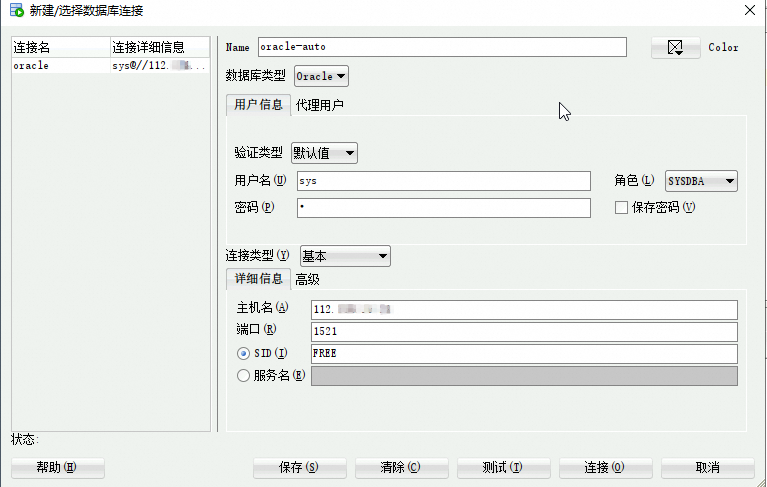 新建/选择数据库连接
连接名 连接详细信息
oracle sys@//112. ...
Name oracle-auto Color
数据库类型 Oracle
用户信息 代理用户
验证类型 默认值
用户名(U) sys 角色(L) SYSDBA
密码(P) • 保存密码(V)
连接类型(Y) 基本
详细信息 高级
主机名(A) 112.
端口(R) 1521
SID(I) FREE
服务名(E)
状态:
帮助(H) 保存(S) 清除(C) 测试(T) 连接(O) 取消